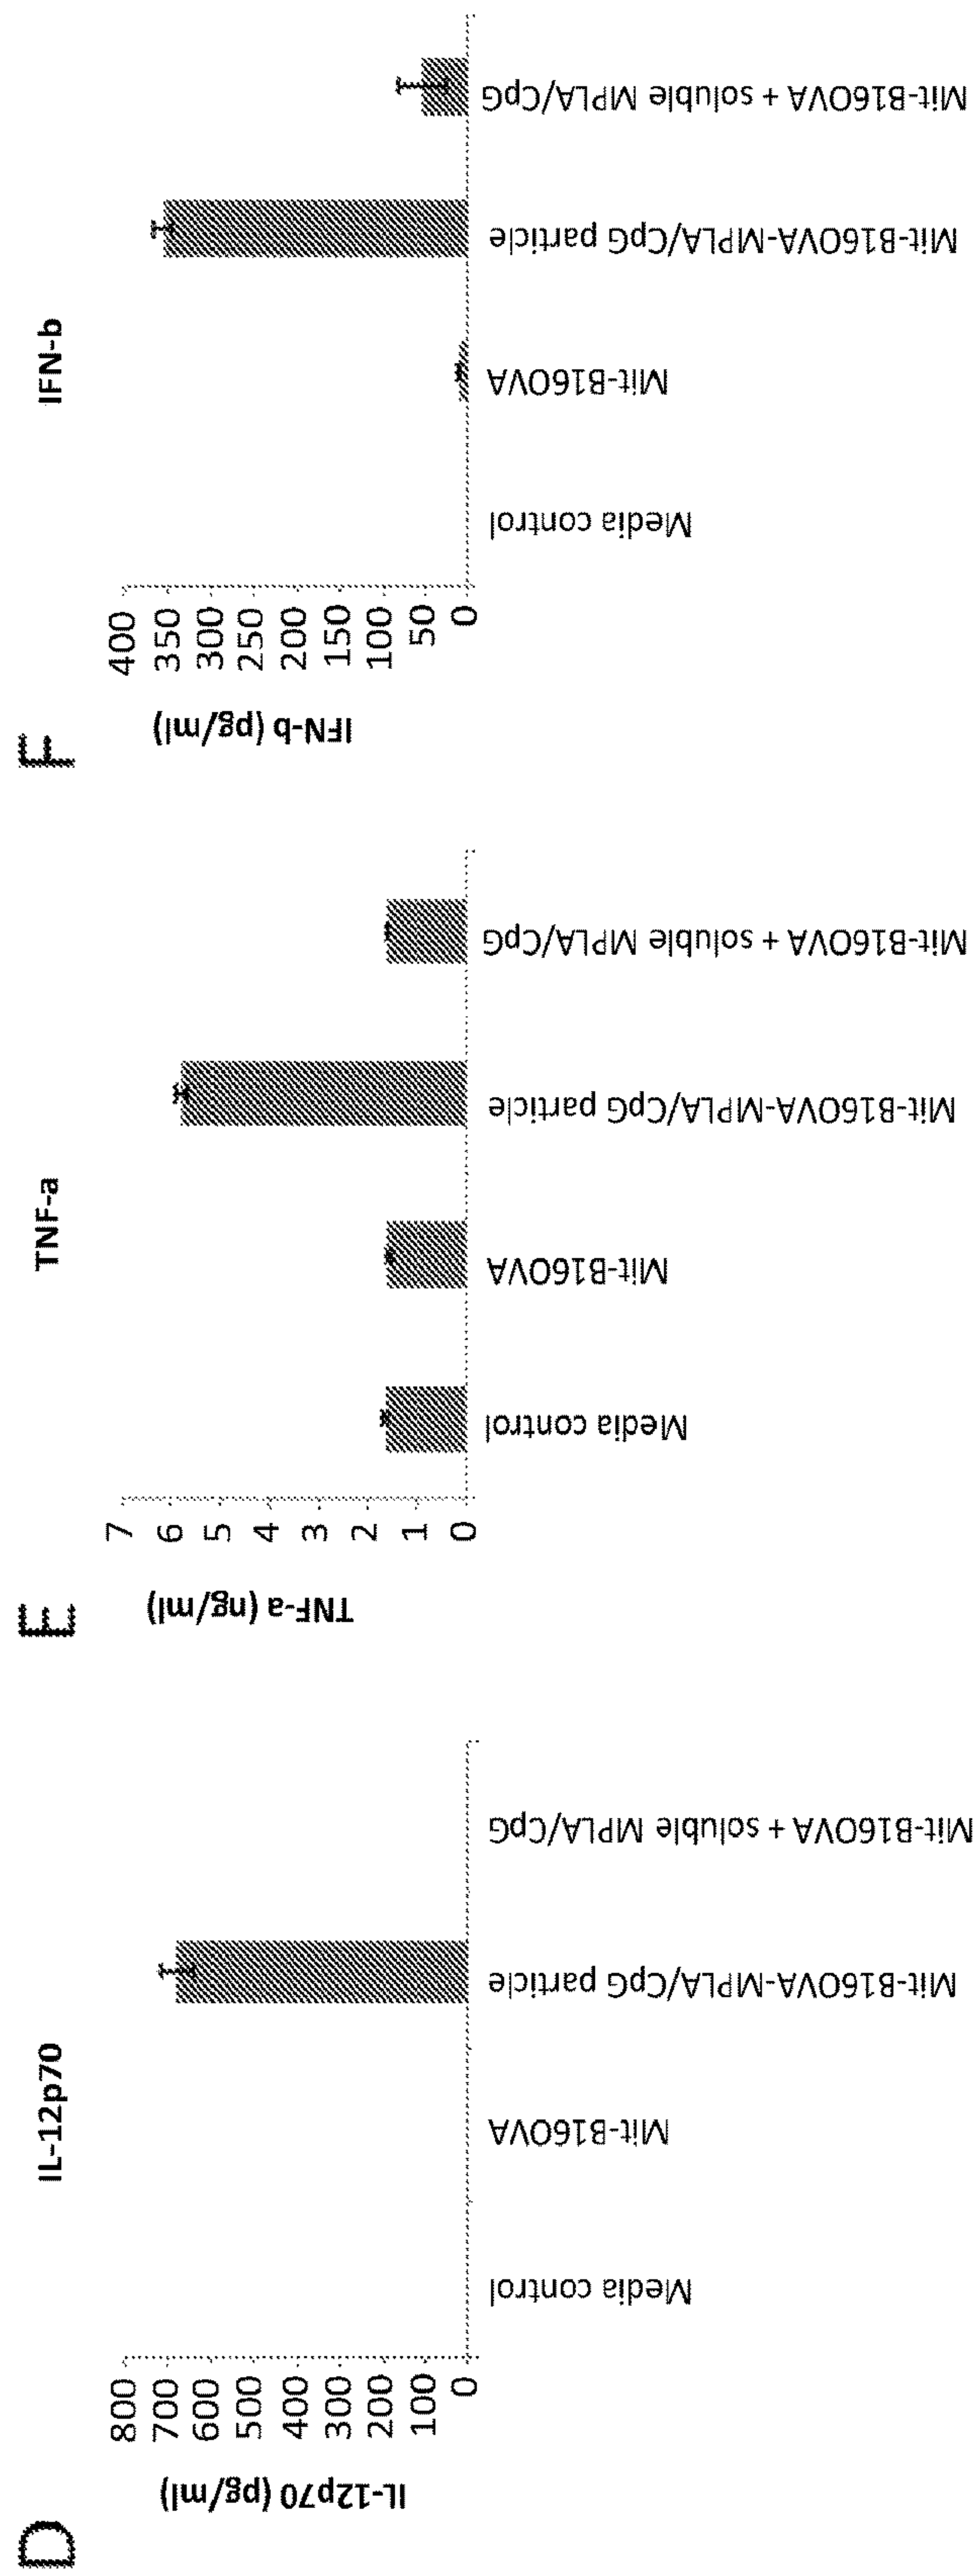 D
IL-12p70
IL-12p70 (pg/ml)
800
700
600
500
400
300
200
100
0
Media control
Mit-B16OVA
Mit-B16OVA-MPLA/CpG particle
Mit-B16OVA + soluble MPLA/CpG
E
TNF-a
TNF-a (ng/ml)
7
6
5
4
3
2
1
0
Media control
Mit-B16OVA
Mit-B16OVA-MPLA/CpG particle
Mit-B16OVA + soluble MPLA/CpG
F
IFN-b
IFN-b (pg/ml)
400
350
300
250
200
150
100
50
0
Media control
Mit-B16OVA
Mit-B16OVA-MPLA/CpG particle
Mit-B16OVA + soluble MPLA/CpG